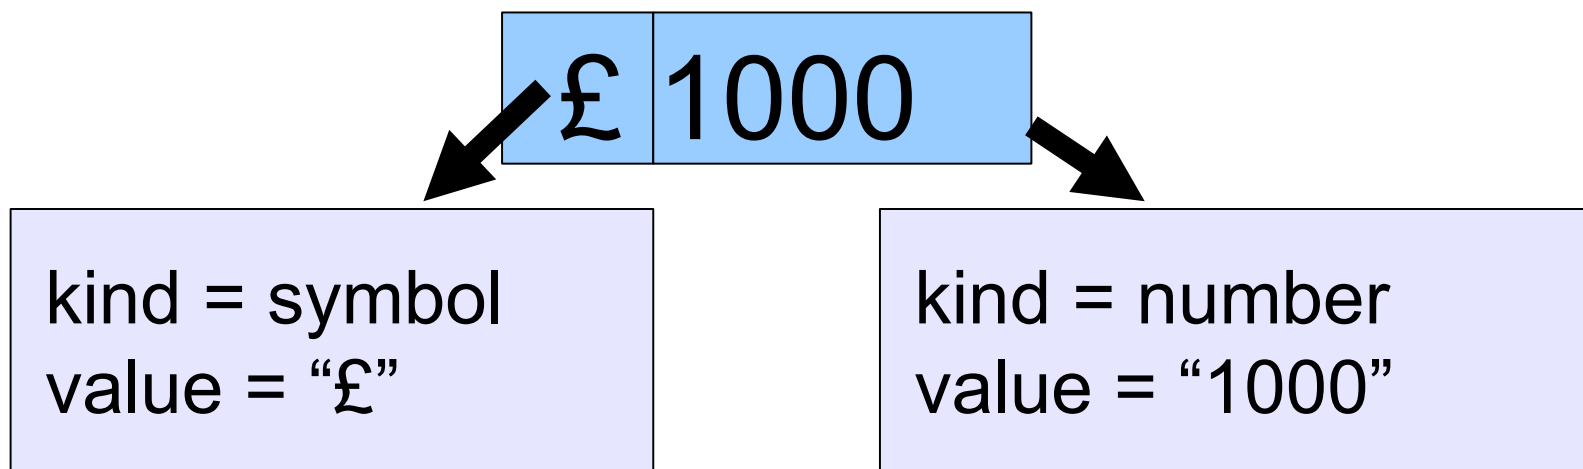 £ 1000
kind = symbol
value = “£”
kind = number
value = “1000”